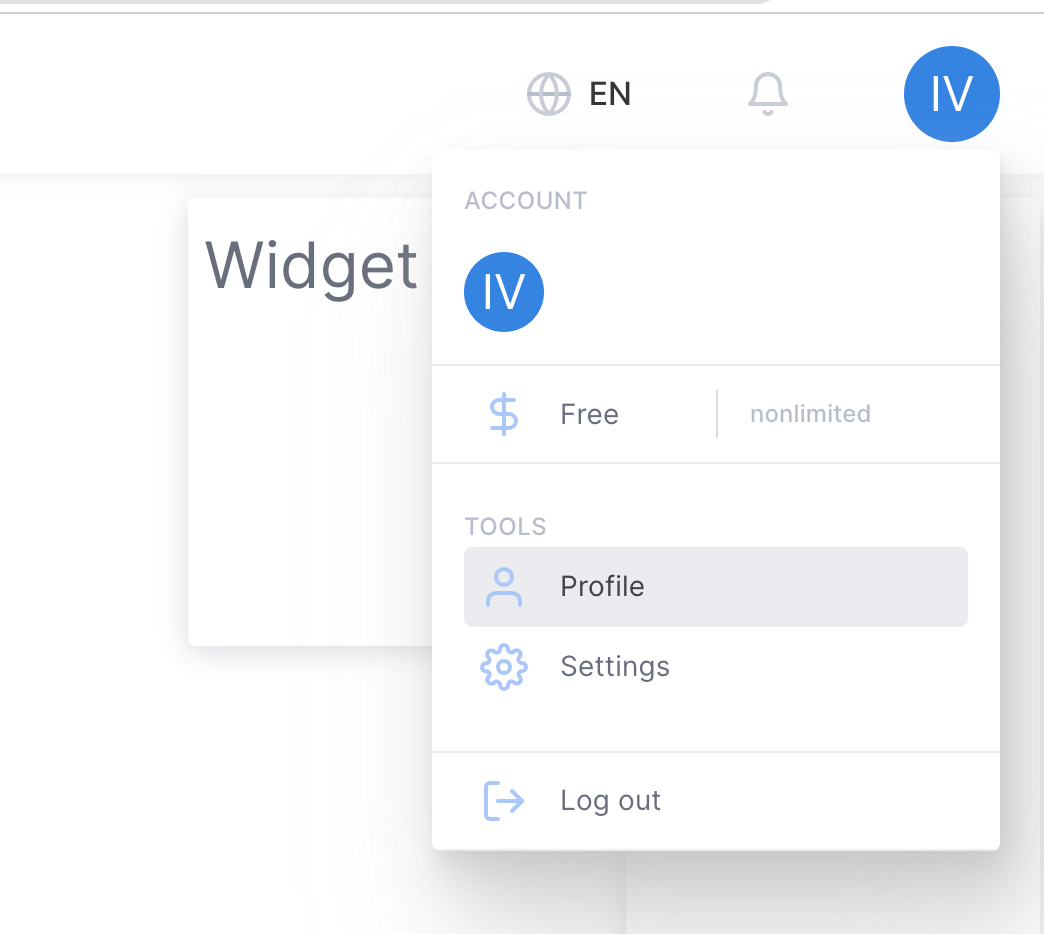 EN
IV
Widget
ACCOUNT
IV
Free
nonlimited
TOOLS
Profile
Settings
Log out